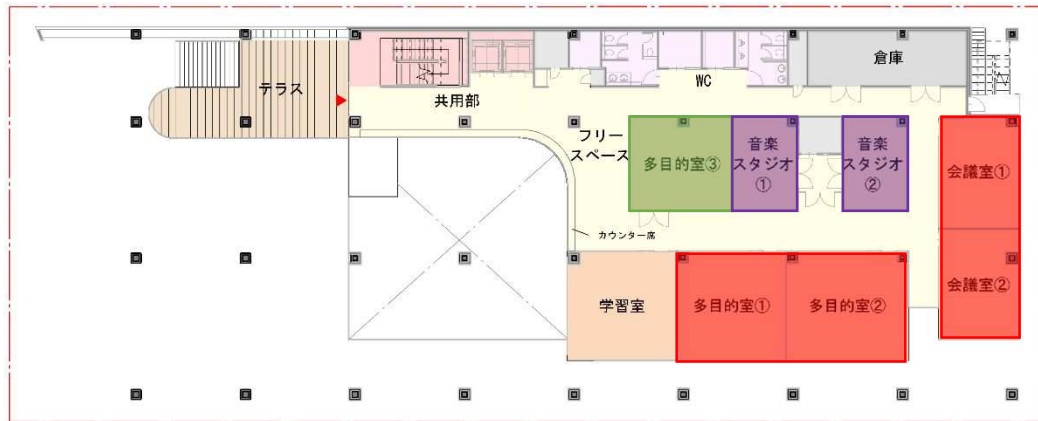 テラス
共用部
WC
倉庫
フリー
スペース
多目的室③
音楽
スタジオ
①
音楽
スタジオ
②
会議室①
カウンター席
会議室②
学習室
多目的室①
多目的室②